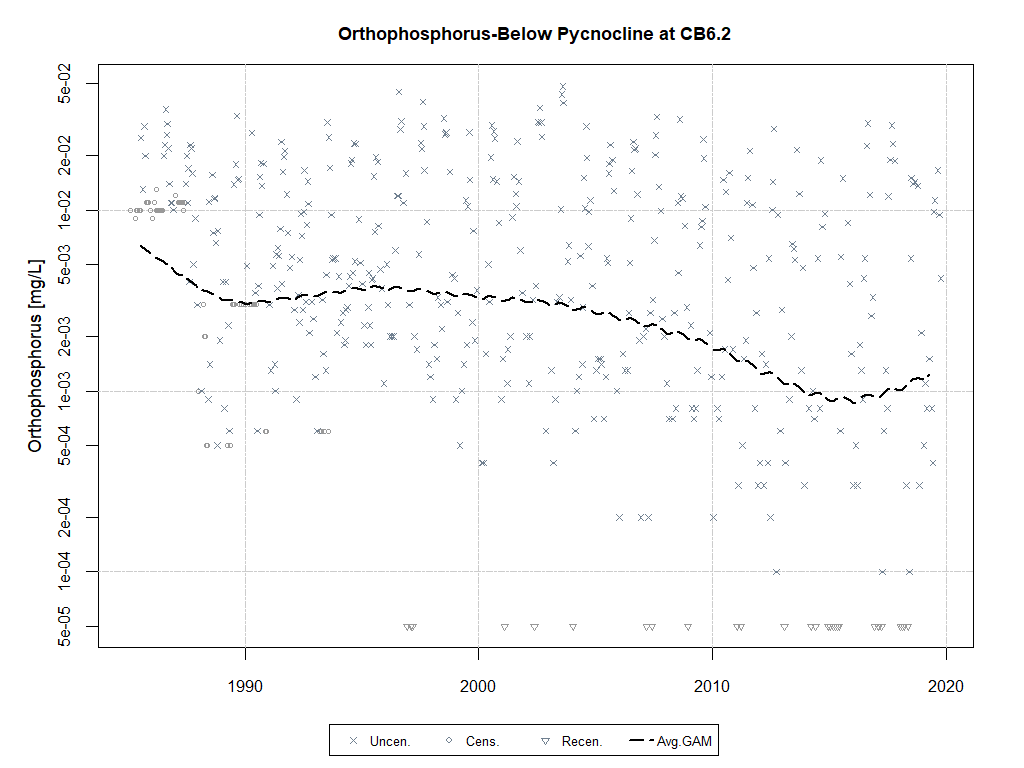 Orthophosphorus-Below Pycnocline at CB6.2
Orthophosphorus [mg/L]
5e-02
2e-02
1e-02
5e-03
2e-03
1e-03
5e-04
2e-04
1e-04
5e-05
1990 2000 2010 2020
Uncen. Cens. Recen. Avg.GAM